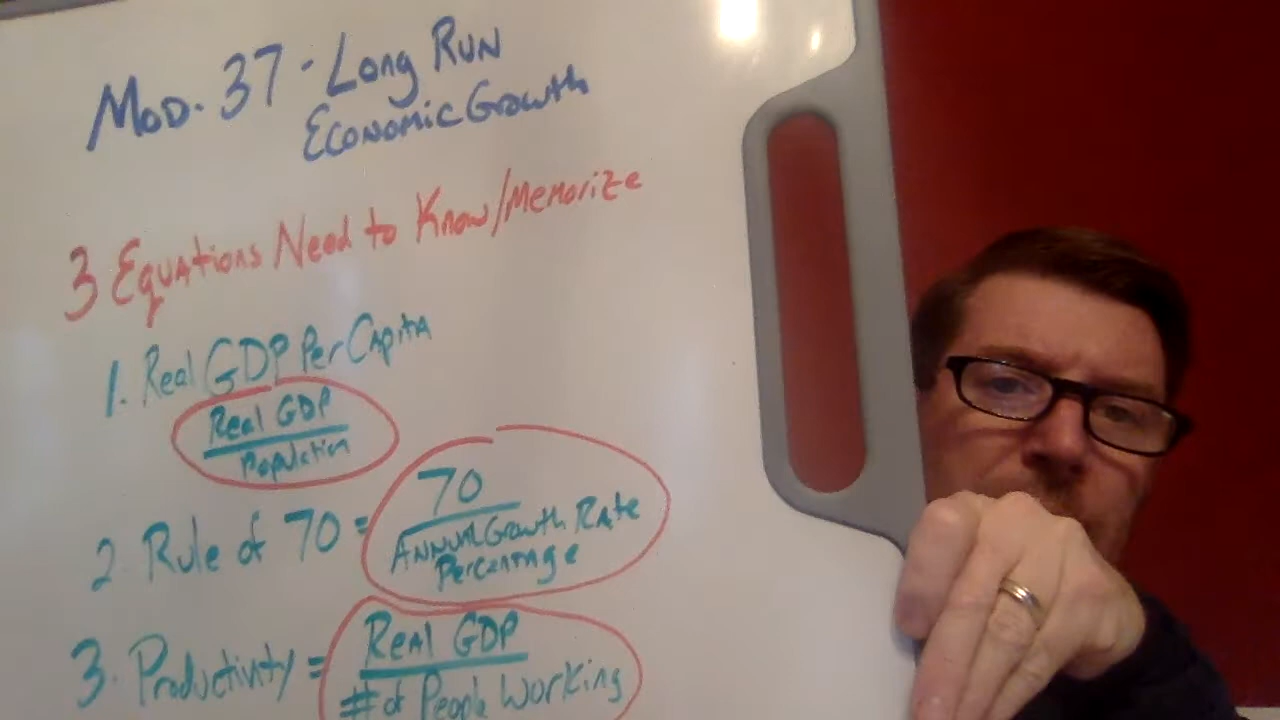 Mod. 37 - Long Run
Economic Growth
3 Equations Need to Know/Memorize
1. Real GDP Per Capita
Real GDP
Population
2. Rule of 70 = 70
Annual Growth Rate
Percentage
3. Productivity = Real GDP
# of People Working